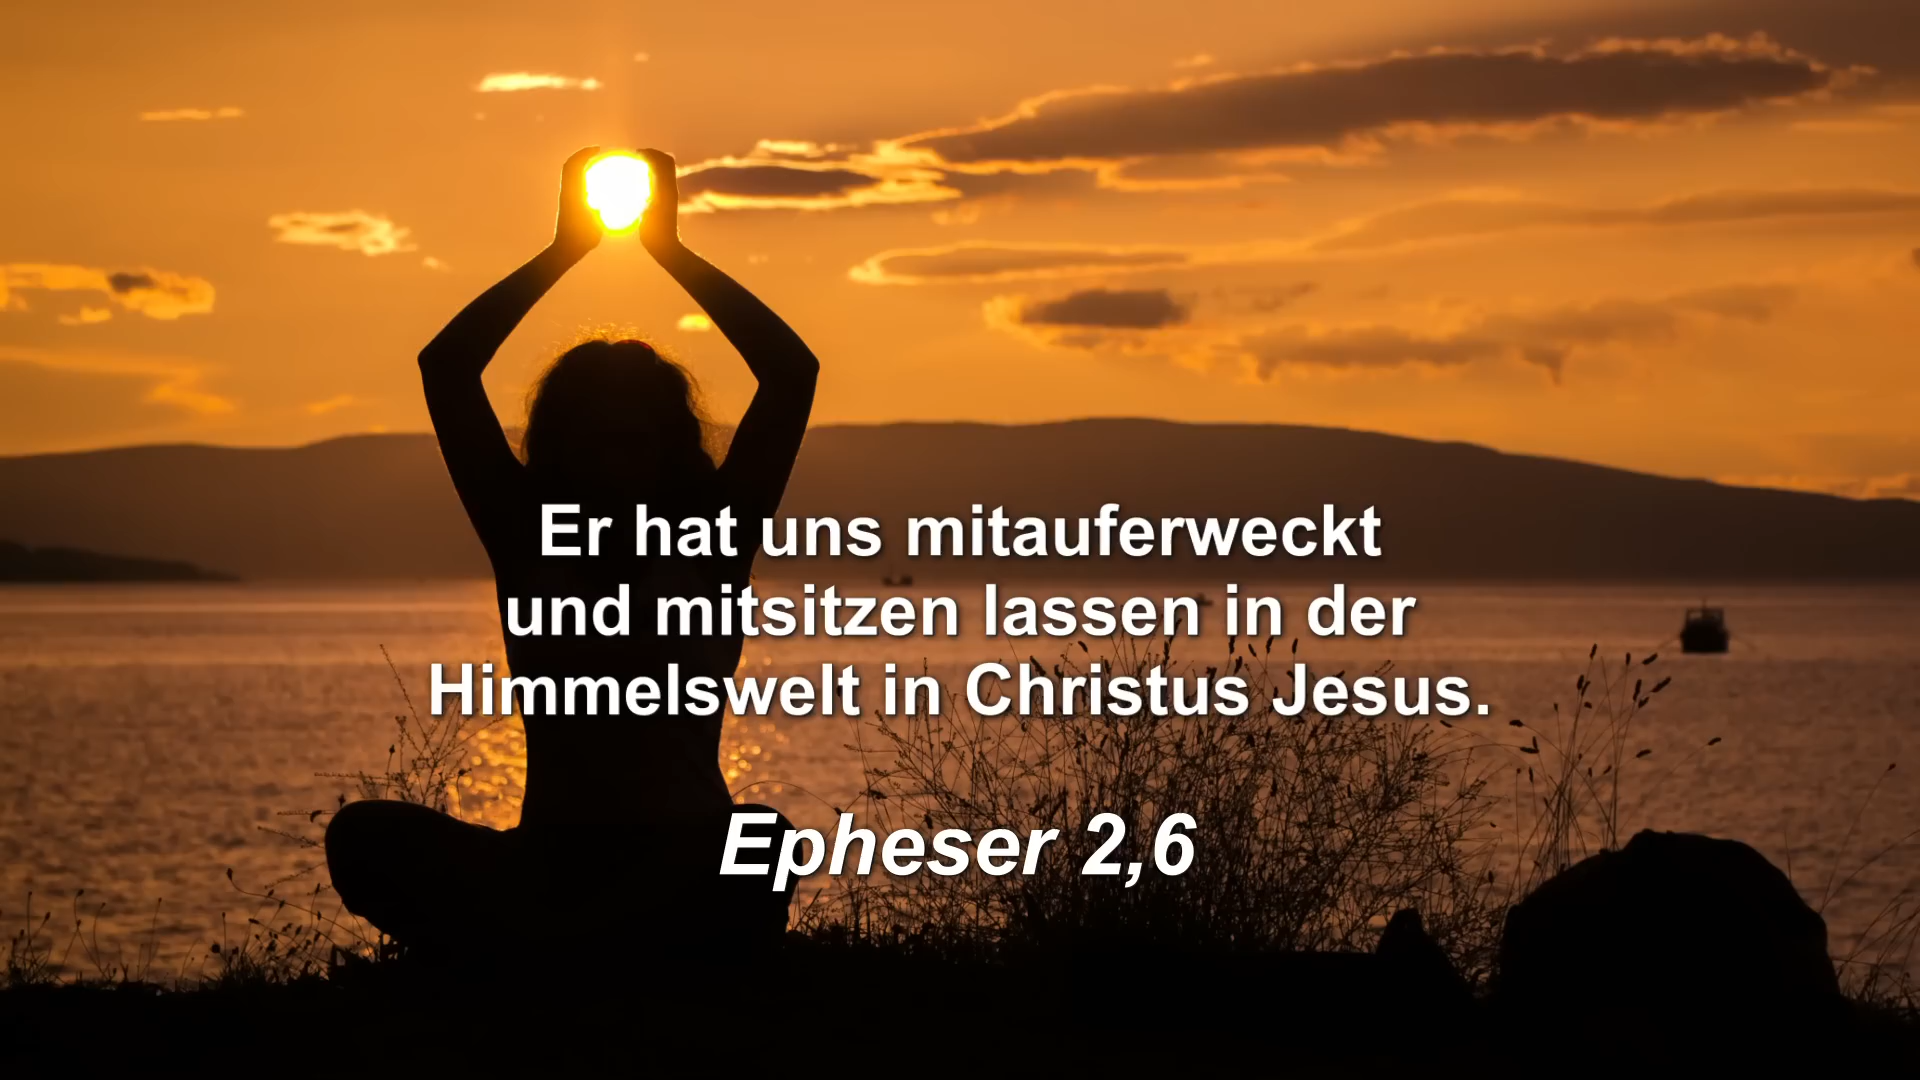 Er hat uns mitauferweckt
und mitsitzen lassen in der
Himmelswelt in Christus Jesus.
Epheser 2,6